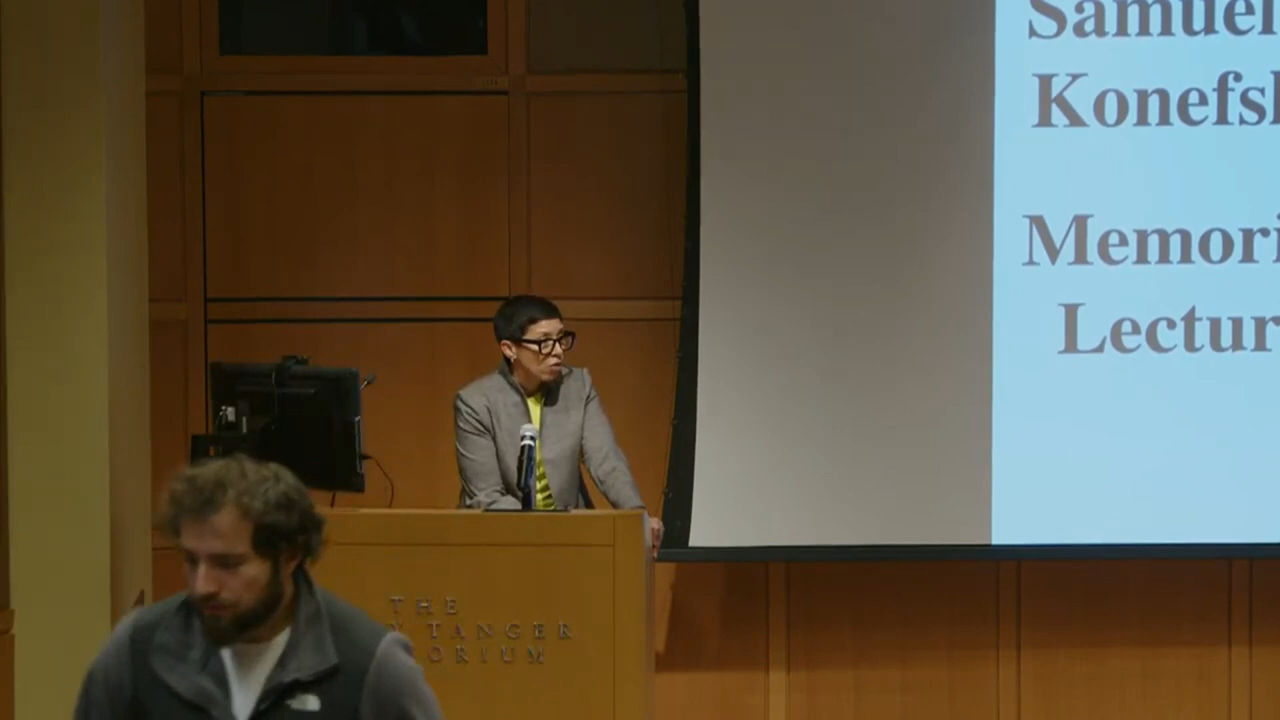 Samuel
Konefsk
Memori
Lectur
THE
Y TANGER
ORIUM